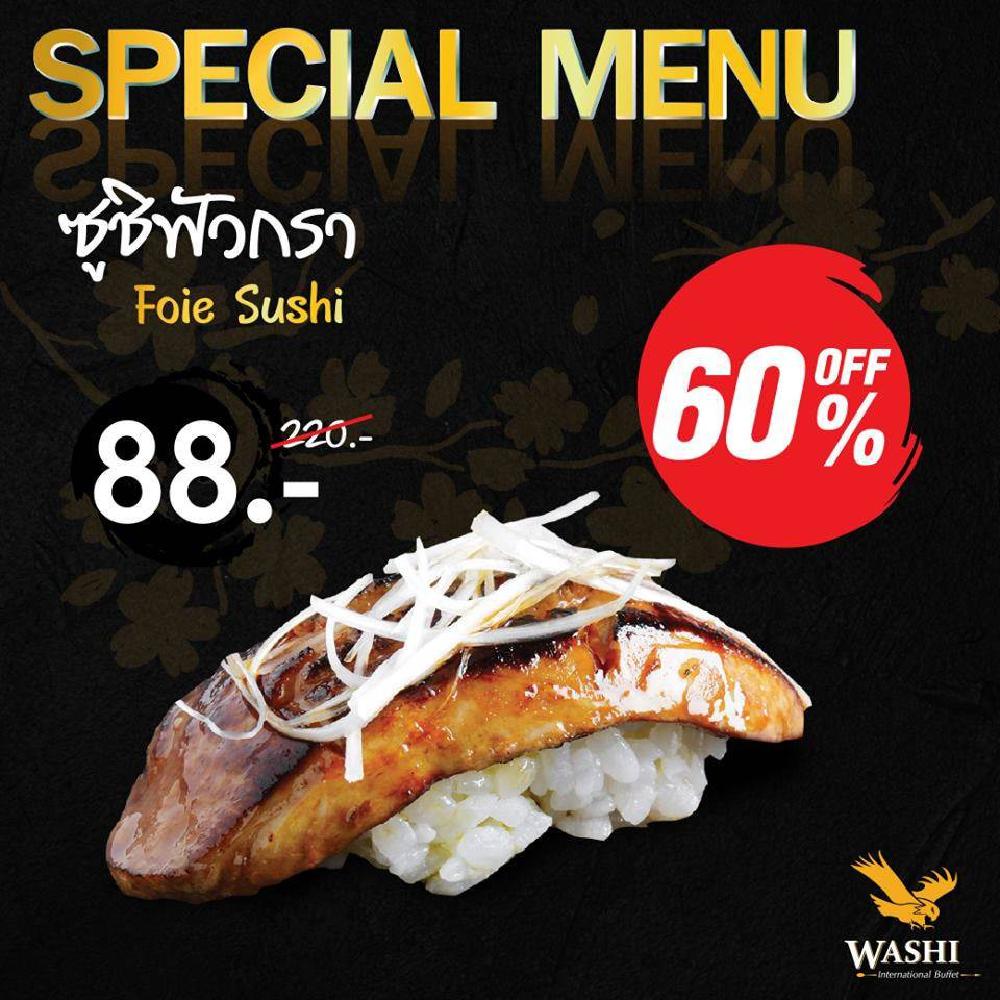 SPECIAL MENU
ซูชิฟัวกรา
Foie Sushi
88.-
220.-
60% OFF
WASHI
International Buffet